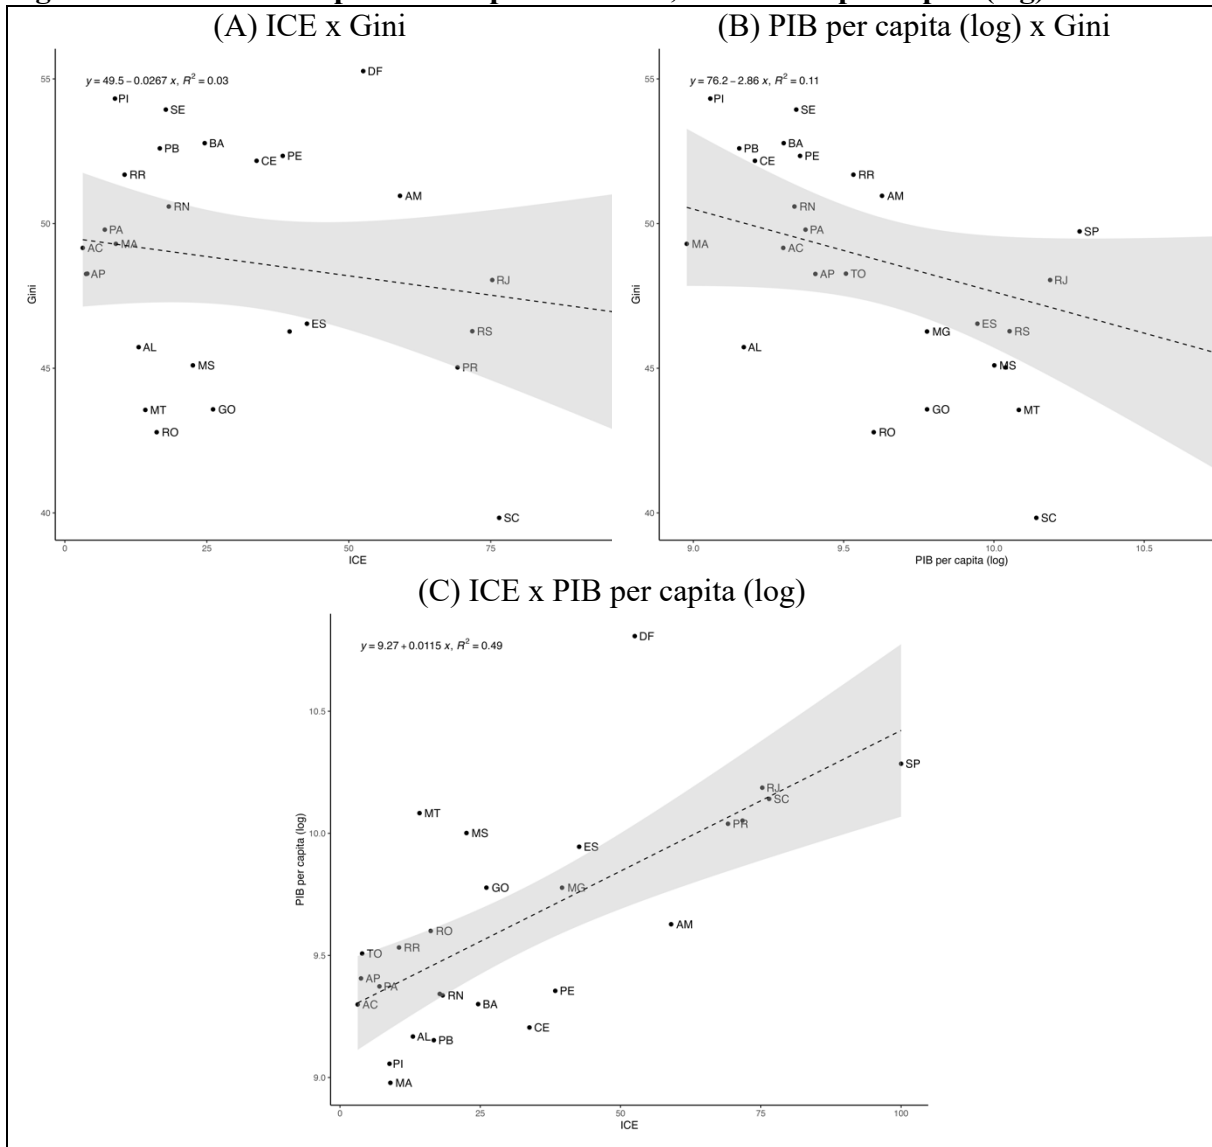 (A) ICE x Gini
y = 49.5 − 0.0267 x, R² = 0.03
55
50
45
40
Gini
DF
PI
SE
PB
BA
CE
PE
RR
AM
RN
PA
MA
AC
AP
RJ
ES
RS
AL
MS
PR
MT
GO
RO
SC
0
25
50
75
ICE
(B) PIB per capita (log) x Gini
y = 76.2 − 2.86 x, R² = 0.11
55
50
45
40
Gini
PI
SE
PB
BA
CE
PE
RR
AM
RN
PA
SP
MA
AC
AP
TO
RJ
ES
MG
RS
AL
MS
GO
MT
RO
SC
9.0
9.5
10.0
10.5
PIB per capita (log)
(C) ICE x PIB per capita (log)
y = 9.27 + 0.0115 x, R² = 0.49
10.5
10.0
9.5
9.0
PIB per capita (log)
DF
SP
RJ
SC
MT
PR
MS
ES
GO
MG
AM
RO
RR
TO
AP
PA
PE
RN
AC
BA
CE
AL
PB
PI
MA
0
25
50
75
100
ICE